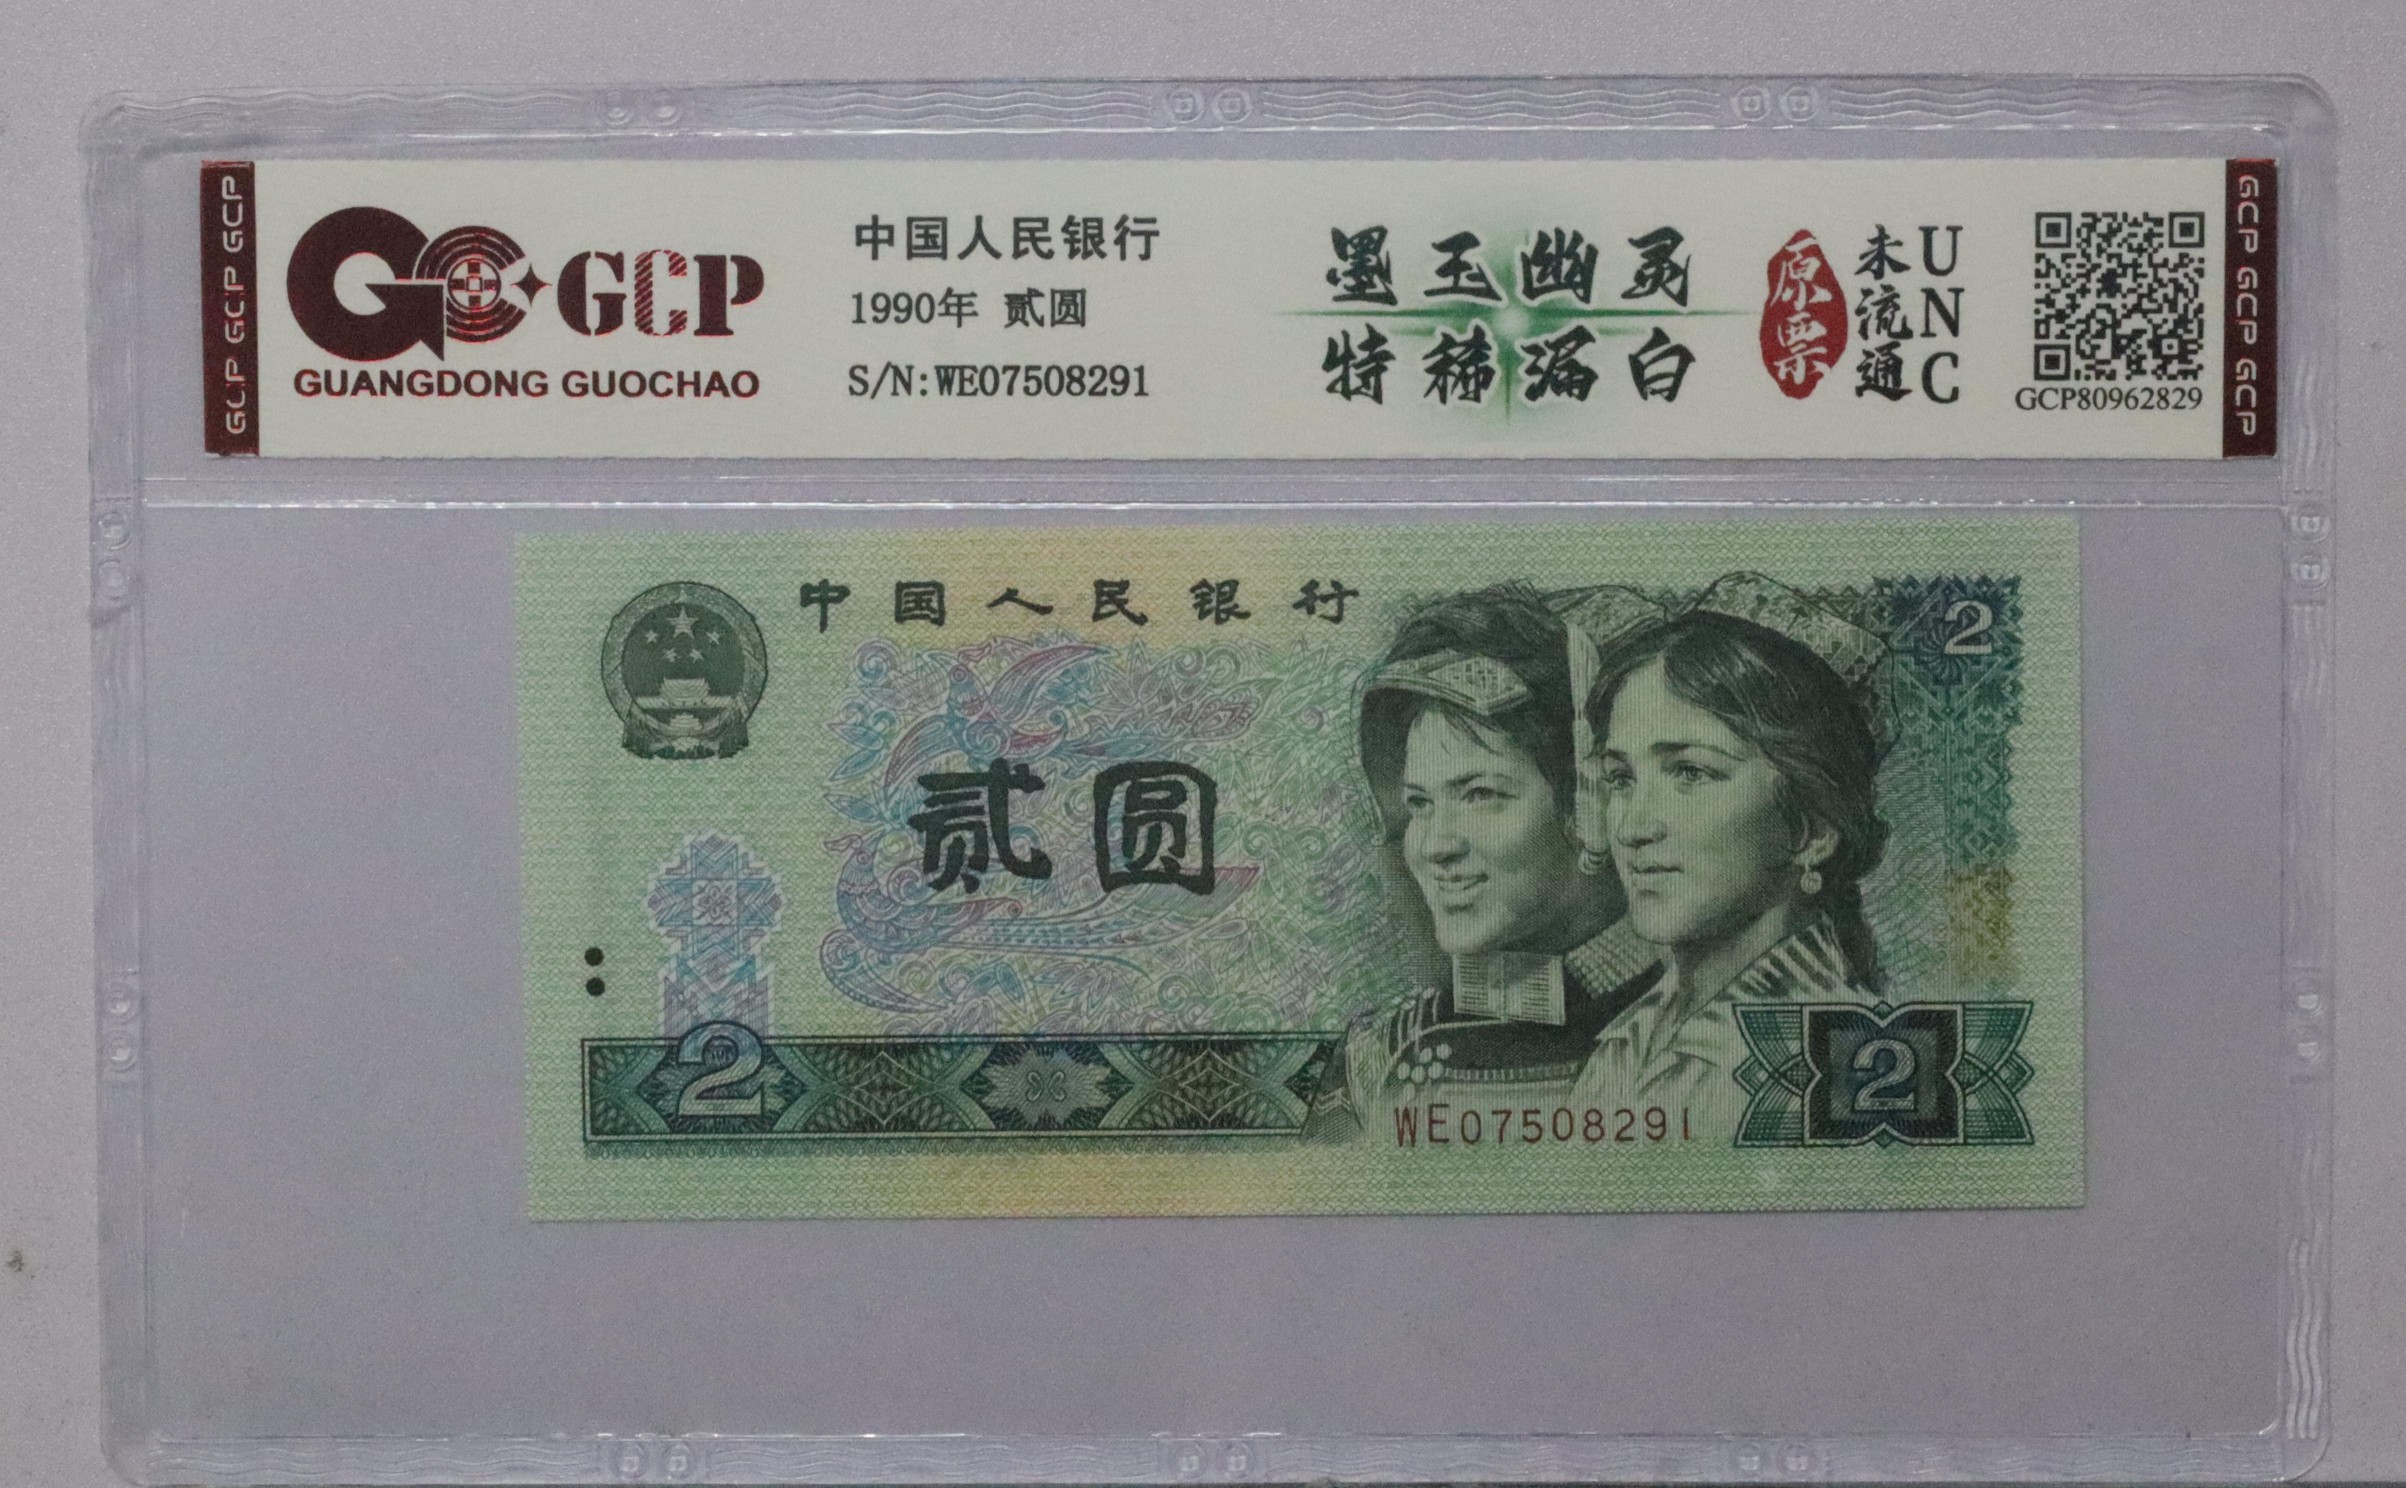 GCP GCP GCP
GCP
GUANGDONG GUOCHAO
中国人民银行
1990年 贰圆
S/N:WE07508291
墨玉幽灵
特稀漏白
原票
未流通
UNC
GCP80962829
GCP GCP GCP
中国人民银行
2
贰圆
2
WE07508291
2